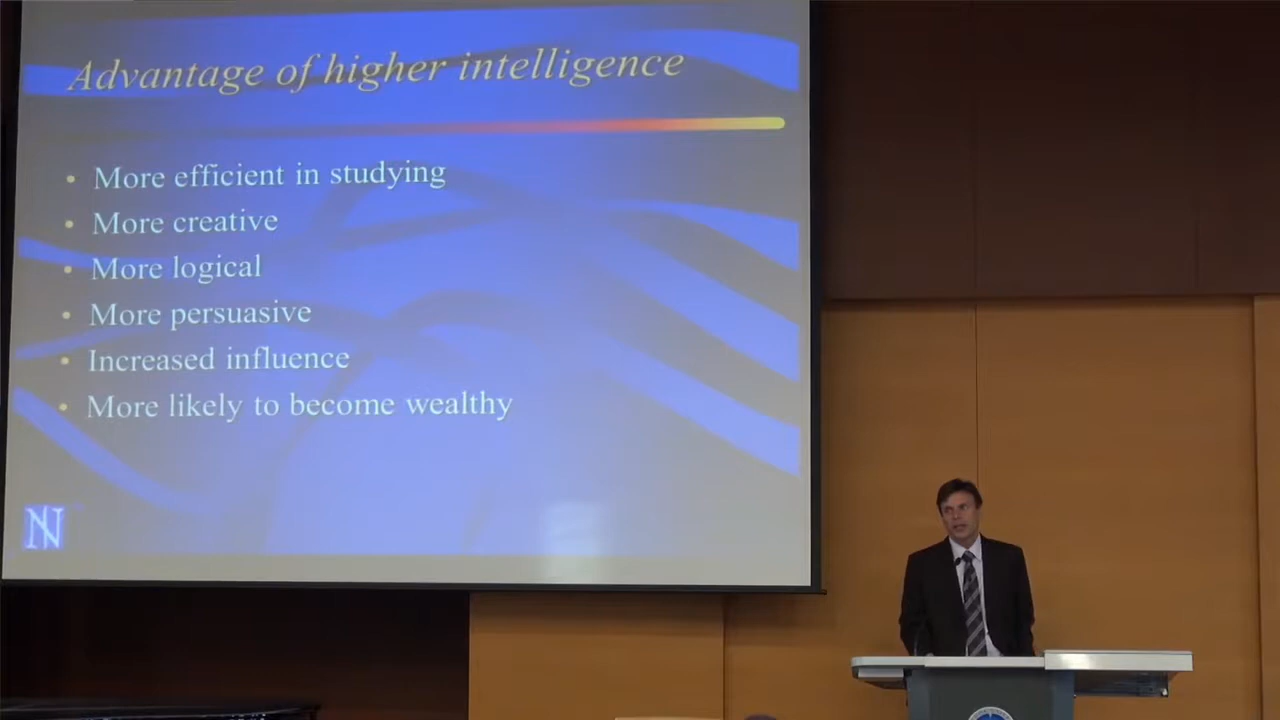 Advantage of higher intelligence
• More efficient in studying
• More creative
• More logical
• More persuasive
• Increased influence
• More likely to become wealthy
N